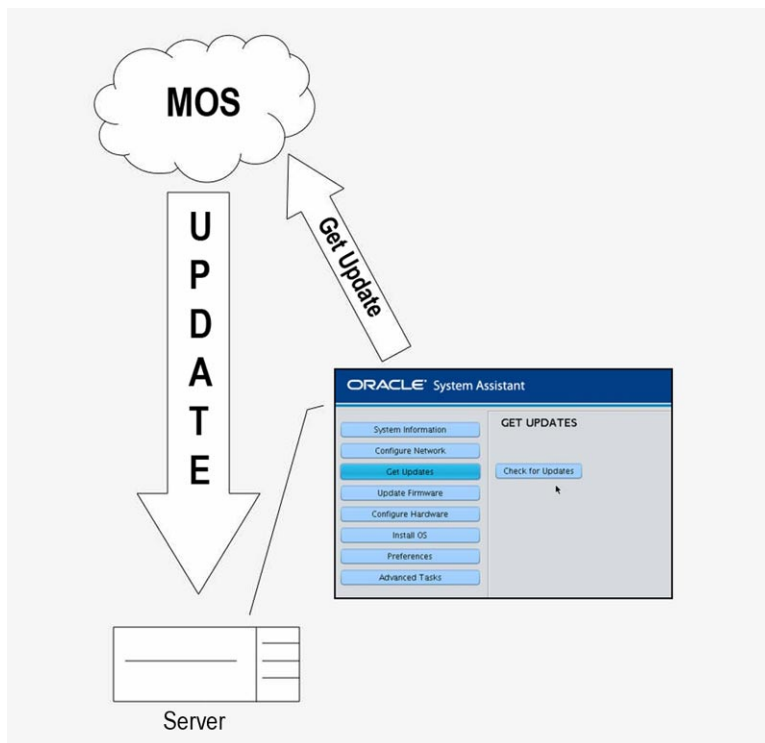 MOS
UPDATE
Get Update
ORACLE® System Assistant
System Information
Configure Network
Get Updates
Update Firmware
Configure Hardware
Install OS
Preferences
Advanced Tasks
GET UPDATES
Check for Updates
Server